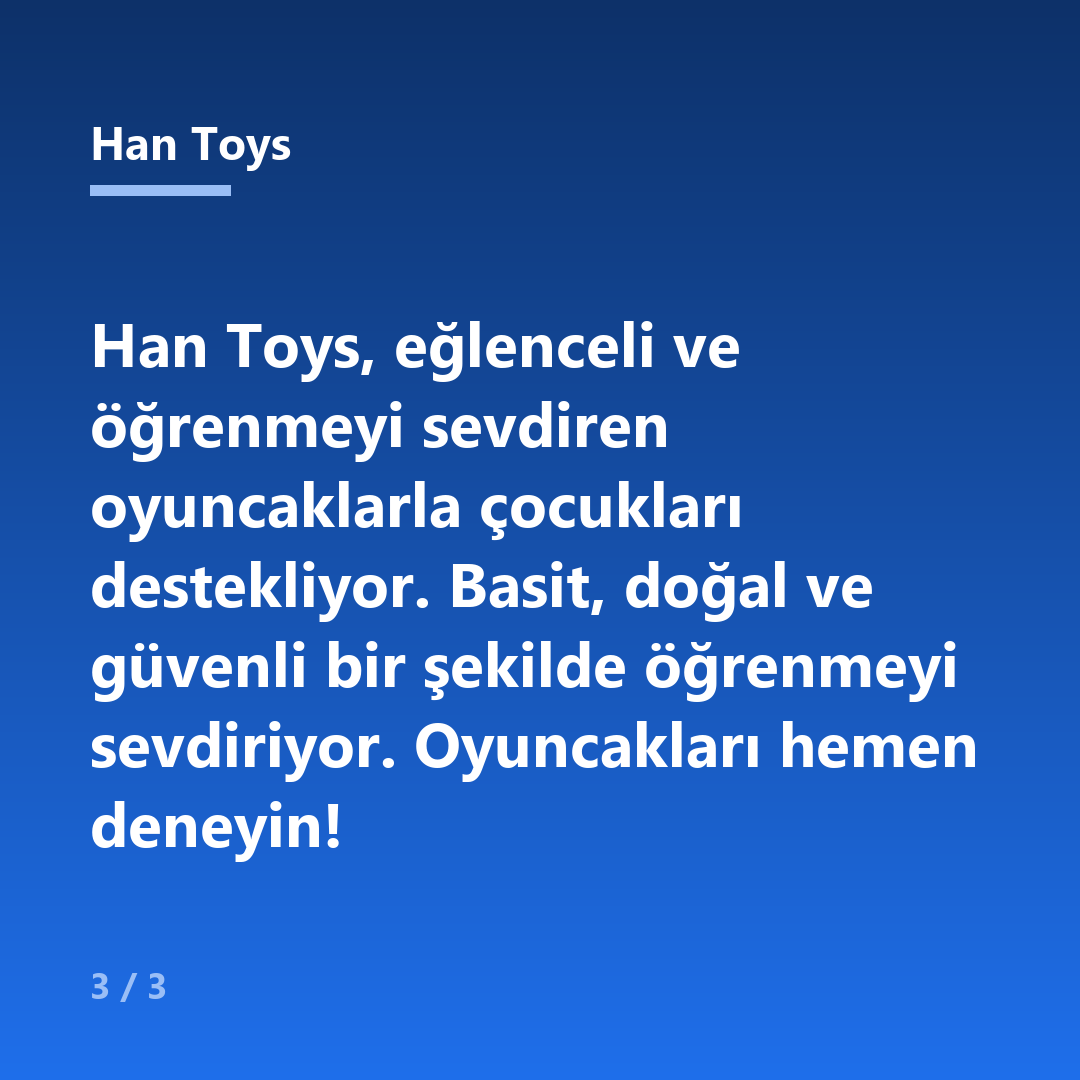 Han Toys
Han Toys, eğlenceli ve
öğrenmeyi sevdiren
oyuncaklarla çocukları
destekliyor. Basit, doğal ve
güvenli bir şekilde öğrenmeyi
sevdiriyor. Oyuncakları hemen
deneyin!
3 / 3